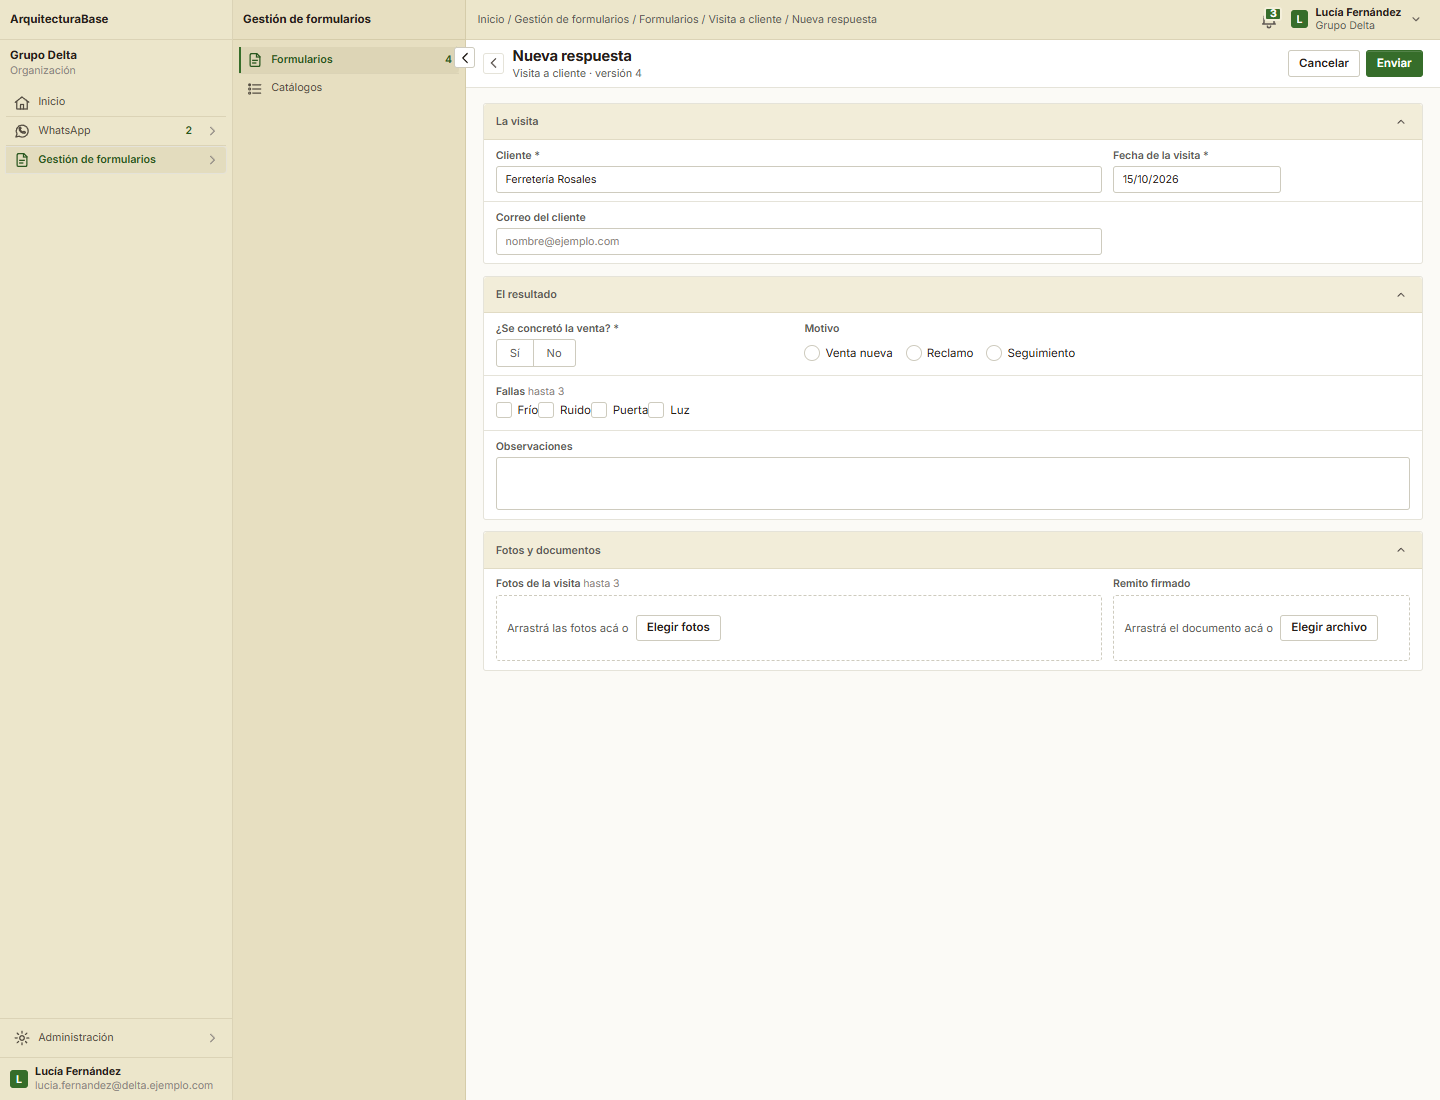 ArquitecturaBase
Grupo Delta
Organización
Inicio
WhatsApp 2
Gestión de formularios
Administración
L Lucía Fernández
lucia.fernandez@delta.ejemplo.com
Gestión de formularios
Formularios 4
Catálogos
Inicio / Gestión de formularios / Formularios / Visita a cliente / Nueva respuesta
3
L Lucía Fernández
Grupo Delta
Nueva respuesta
Visita a cliente · versión 4
Cancelar Enviar
La visita
Cliente * Fecha de la visita *
Ferretería Rosales 15/10/2026
Correo del cliente
nombre@ejemplo.com
El resultado
¿Se concretó la venta? * Motivo
Sí No Venta nueva Reclamo Seguimiento
Fallas hasta 3
Frío Ruido Puerta Luz
Observaciones
Fotos y documentos
Fotos de la visita hasta 3 Remito firmado
Arrastrá las fotos acá o Elegir fotos Arrastrá el documento acá o Elegir archivo